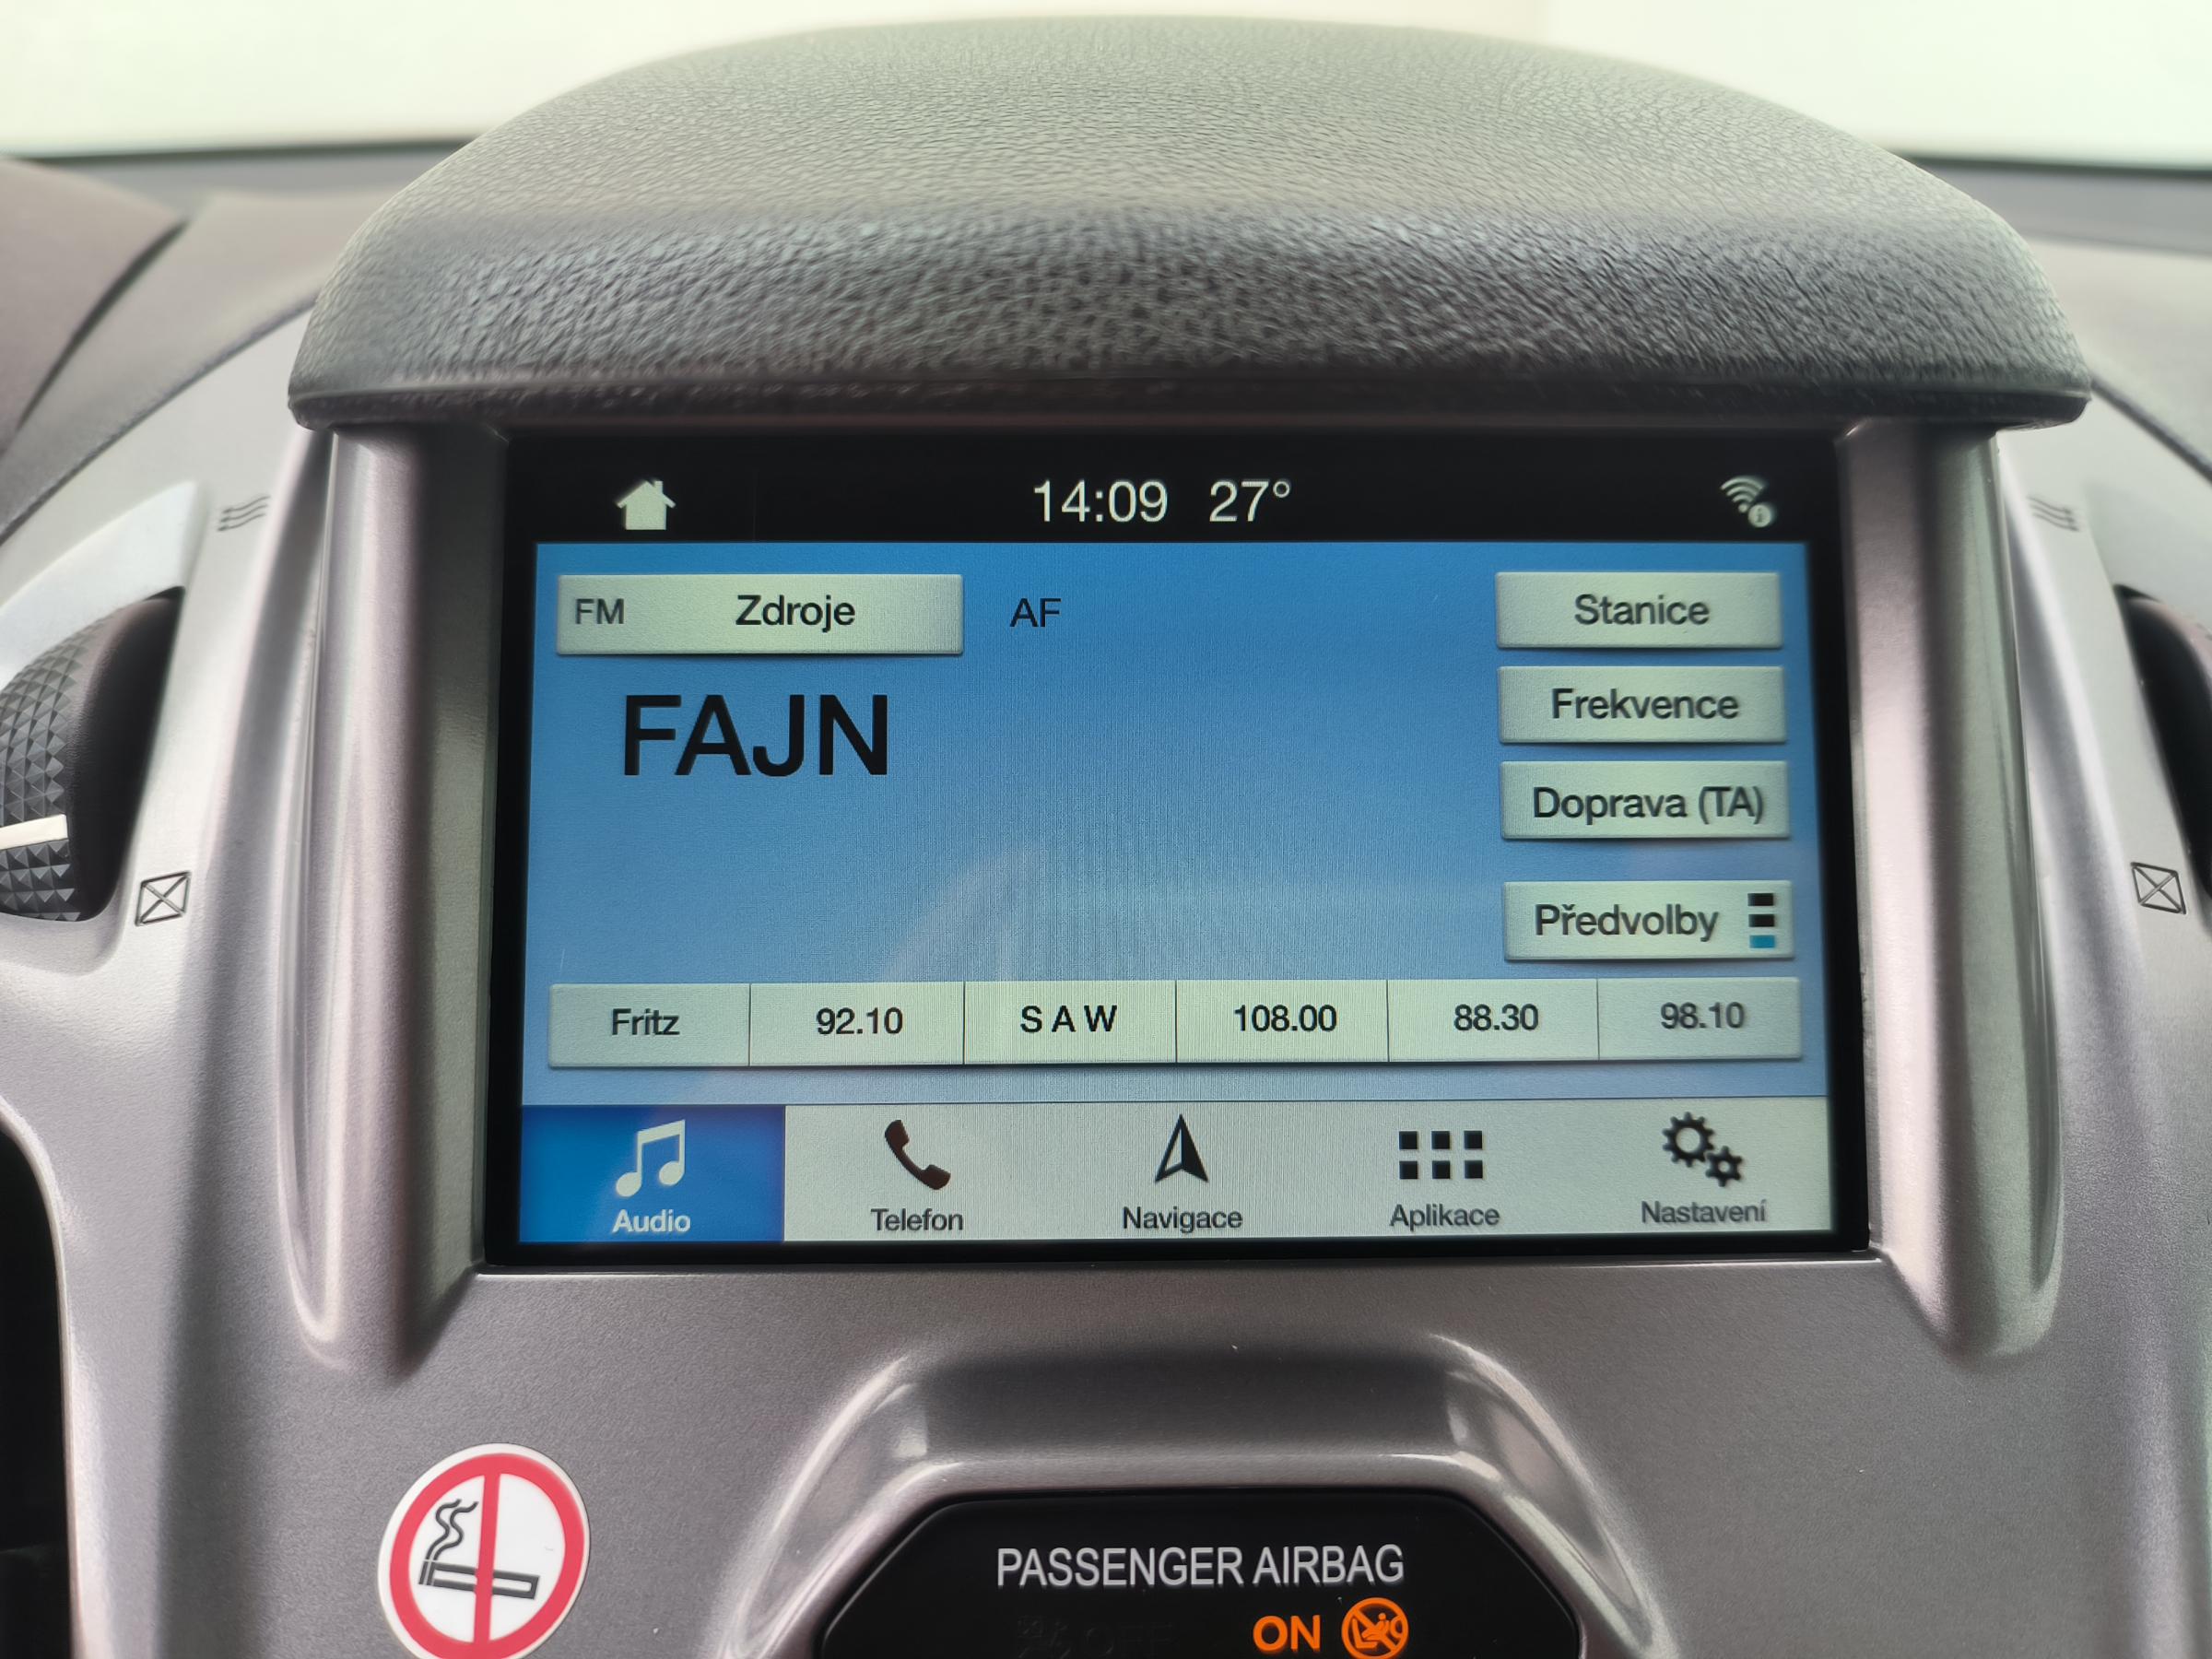 14:09 27°
FM Zdroje AF Stanice
FAJN Frekvence
Doprava (TA)
Předvolby
Fritz 92.10 S A W 108.00 88.30 98.10
Audio Telefon Navigace Aplikace Nastavení
PASSENGER AIRBAG
OFF ON